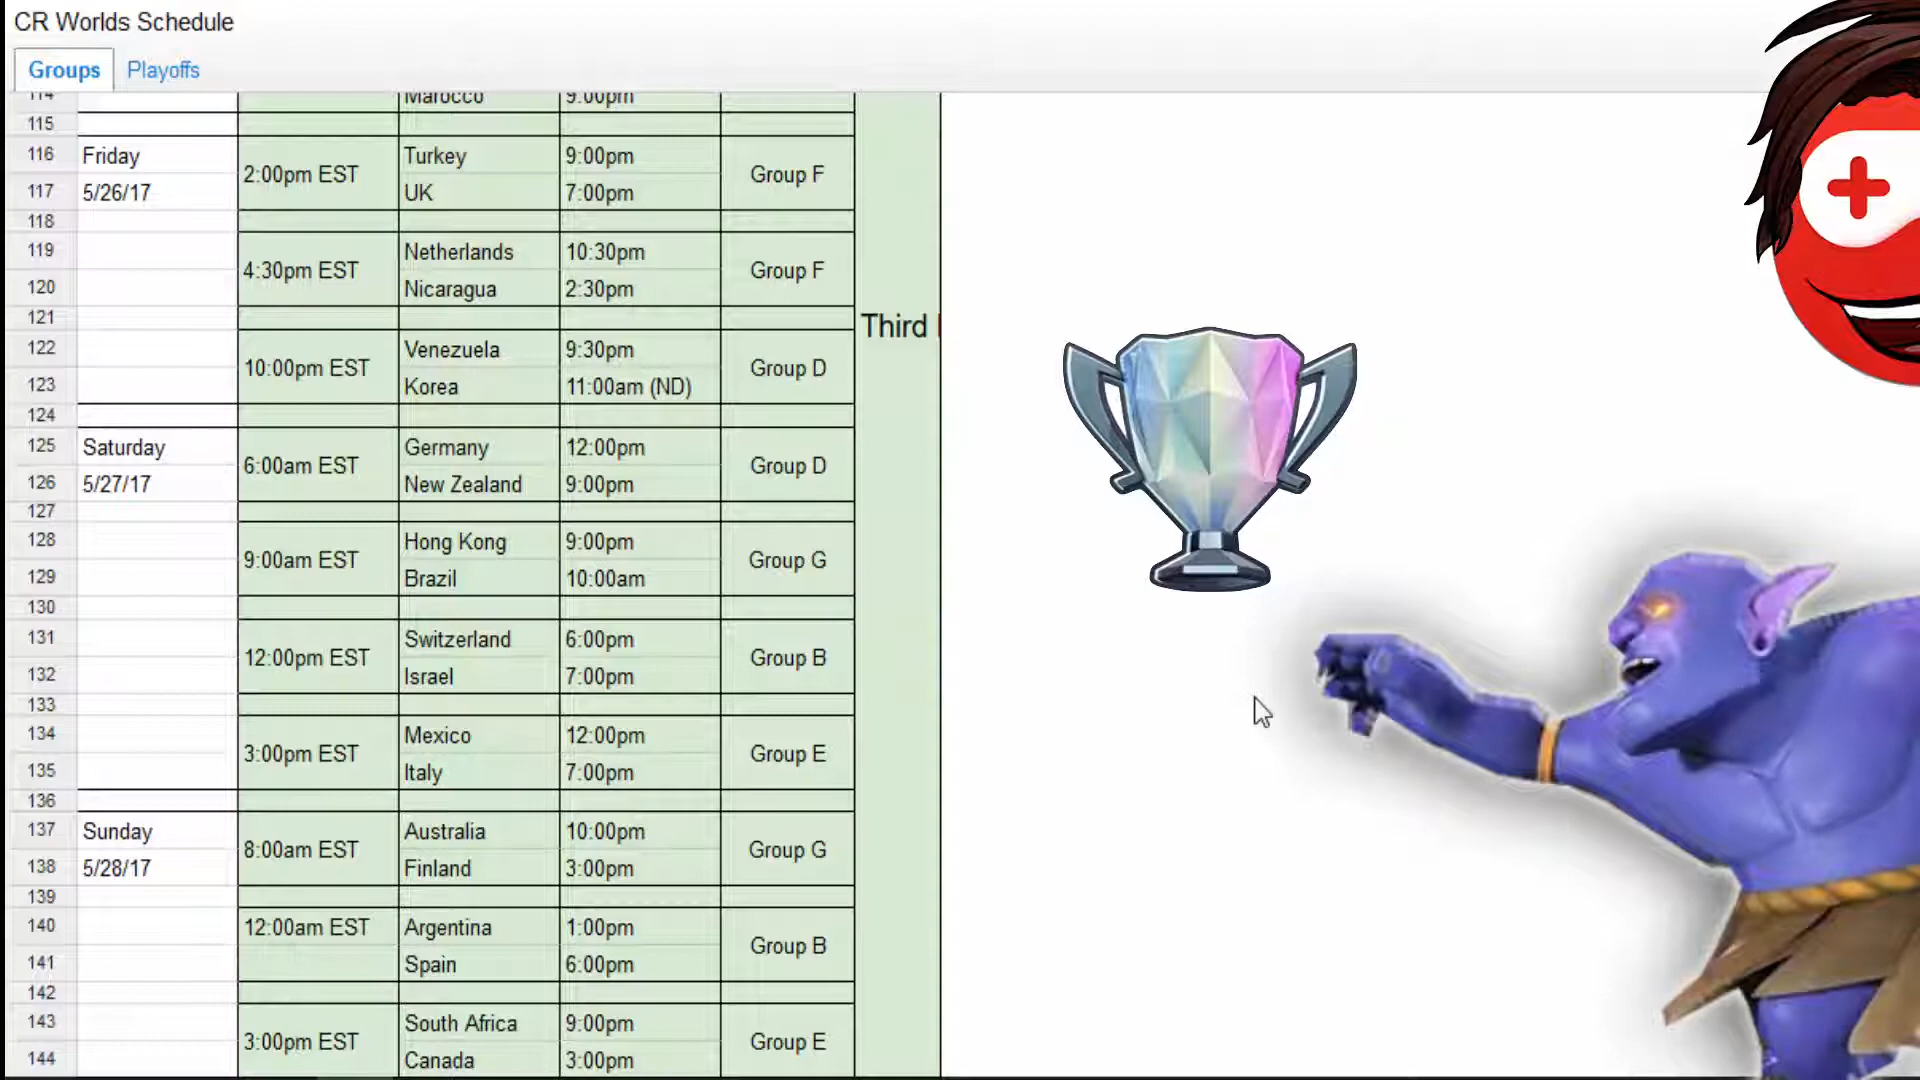 CR Worlds Schedule
Groups Playoffs
114 Marocco 9:00pm
115
116 Friday 2:00pm EST Turkey 9:00pm Group F
117 5/26/17 UK 7:00pm
118
119 4:30pm EST Netherlands 10:30pm Group F
120 Nicaragua 2:30pm
121 Third
122 10:00pm EST Venezuela 9:30pm Group D
123 Korea 11:00am (ND)
124
125 Saturday 6:00am EST Germany 12:00pm Group D
126 5/27/17 New Zealand 9:00pm
127
128 9:00am EST Hong Kong 9:00pm Group G
129 Brazil 10:00am
130
131 12:00pm EST Switzerland 6:00pm Group B
132 Israel 7:00pm
133
134 3:00pm EST Mexico 12:00pm Group E
135 Italy 7:00pm
136
137 Sunday 8:00am EST Australia 10:00pm Group G
138 5/28/17 Finland 3:00pm
139
140 12:00am EST Argentina 1:00pm Group B
141 Spain 6:00pm
142
143 3:00pm EST South Africa 9:00pm Group E
144 Canada 3:00pm